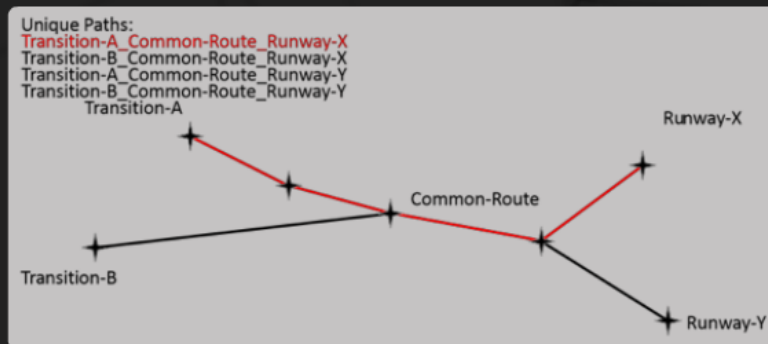 Unique Paths:
Transition-A_Common-Route_Runway-X
Transition-B_Common-Route_Runway-X
Transition-A_Common-Route_Runway-Y
Transition-B_Common-Route_Runway-Y
Transition-A
Runway-X
Common-Route
Transition-B
Runway-Y